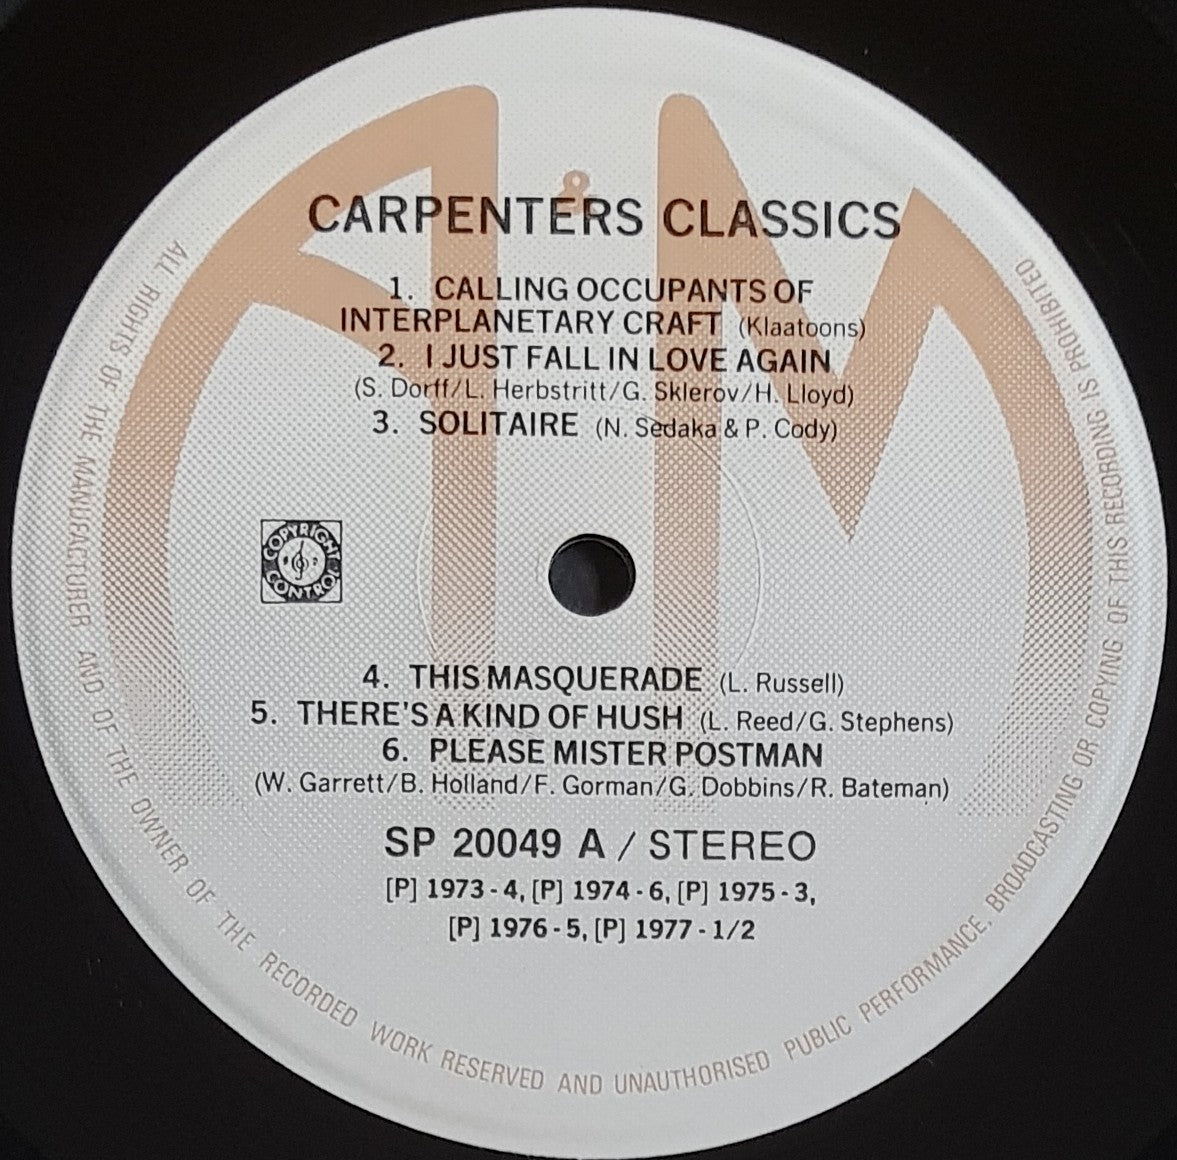 A&M
CARPENTERS CLASSICS
1. CALLING OCCUPANTS OF
INTERPLANETARY CRAFT (Klaatoons)
2. I JUST FALL IN LOVE AGAIN
(S. Dorff/L. Herbstritt/G. Sklerov/H. Lloyd)
3. SOLITAIRE (N. Sedaka & P. Cody)
COPYRIGHT CONTROL
4. THIS MASQUERADE (L. Russell)
5. THERE'S A KIND OF HUSH (L. Reed/G. Stephens)
6. PLEASE MISTER POSTMAN
(W. Garrett/B. Holland/F. Gorman/G. Dobbins/R. Bateman)
SP 20049 A / STEREO
[P] 1973 - 4, [P] 1974 - 6, [P] 1975 - 3,
[P] 1976 - 5, [P] 1977 - 1/2
ALL RIGHTS OF THE MANUFACTURER AND OF THE OWNER OF THE RECORDED WORK RESERVED AND UNAUTHORISED PUBLIC PERFORMANCE, BROADCASTING OR COPYING OF THIS RECORDING IS PROHIBITED